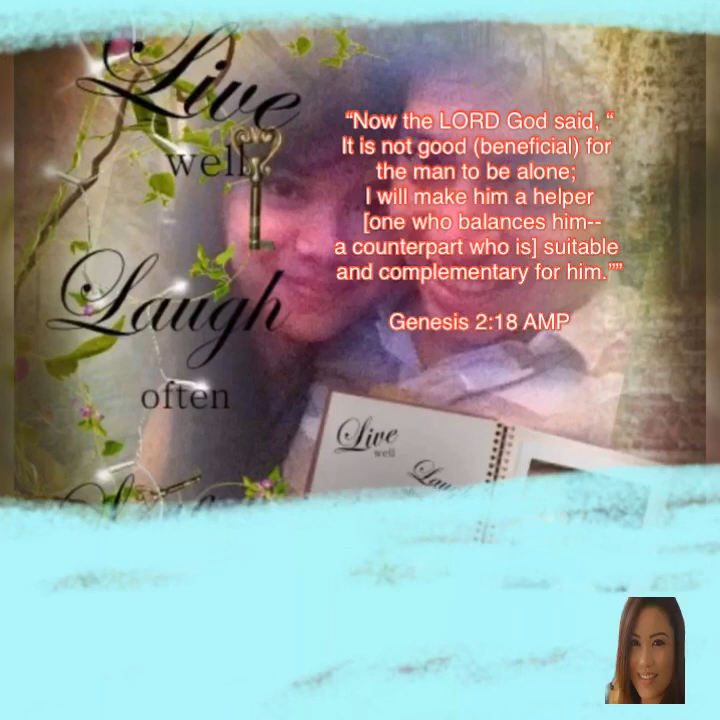 Live
well
Laugh
often
“Now the LORD God said, “
It is not good (beneficial) for
the man to be alone;
I will make him a helper
[one who balances him--
a counterpart who is] suitable
and complementary for him.””
Genesis 2:18 AMP
Live
well
Laugh